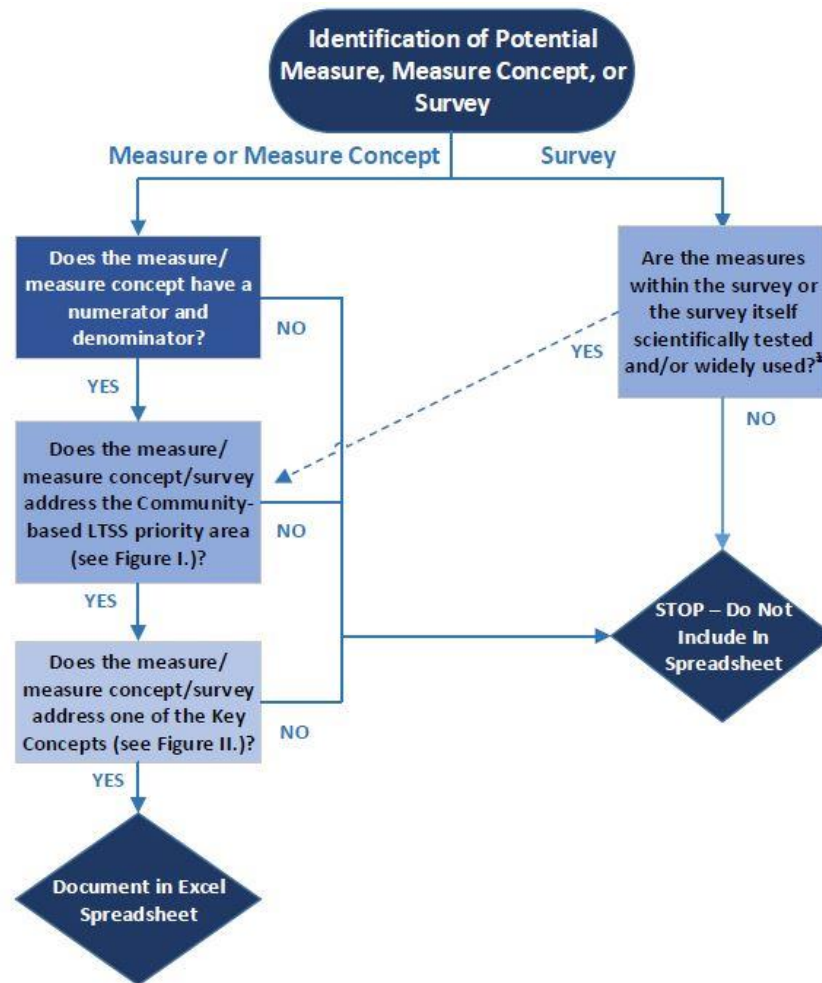 Identification of Potential
Measure, Measure Concept, or
Survey
Measure or Measure Concept
Survey
Does the measure/
measure concept have a
numerator and
denominator?
NO
YES
Are the measures
within the survey or
the survey itself
scientifically tested
and/or widely used?¹
YES
NO
Does the measure/
measure concept/survey
address the Community-
based LTSS priority area
(see Figure I.)?
NO
YES
STOP – Do Not
Include In
Spreadsheet
Does the measure/
measure concept/survey
address one of the Key
Concepts (see Figure II.)?
NO
YES
Document in Excel
Spreadsheet